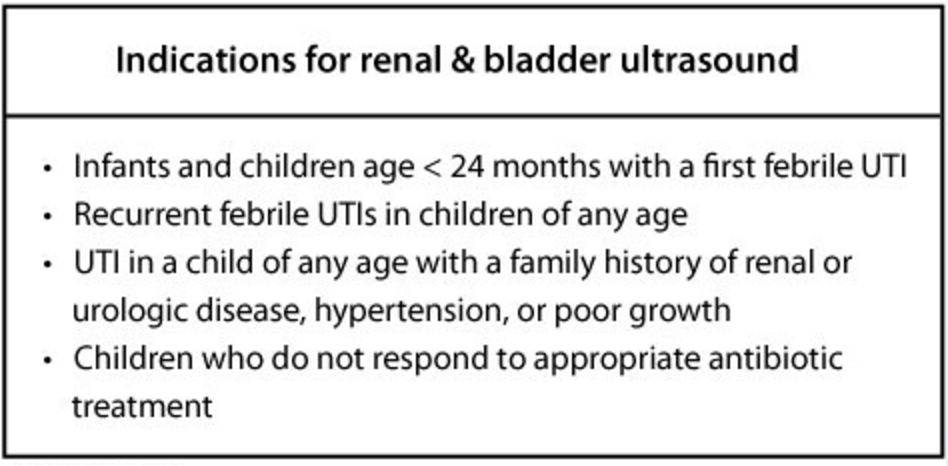 Indications for renal & bladder ultrasound
• Infants and children age < 24 months with a first febrile UTI
• Recurrent febrile UTIs in children of any age
• UTI in a child of any age with a family history of renal or
urologic disease, hypertension, or poor growth
• Children who do not respond to appropriate antibiotic
treatment